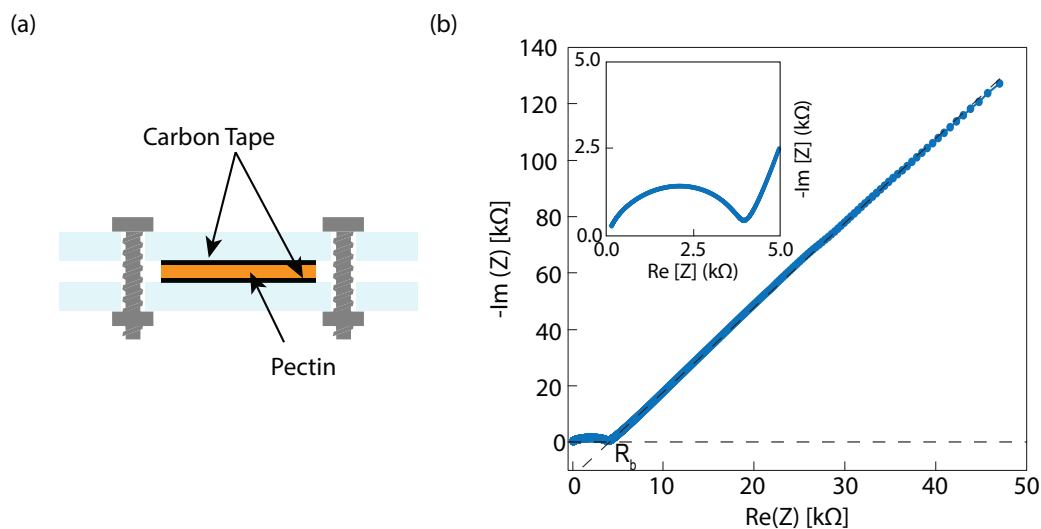 (a)
Carbon Tape
Pectin
(b)
-Im (Z) [kΩ]
140
120
100
80
60
40
20
0
0
10
20
30
40
50
Re(Z) [kΩ]
R_b
5.0
2.5
0.0
0.0
2.5
5.0
Re [Z] (kΩ)
-Im [Z] (kΩ)